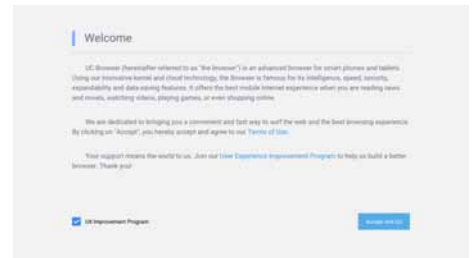 Welcome
UC Browser (hereinafter referred to as "the browser") is an advanced browser for smart phones and tablets.
Using our innovative kernel and cloud technology, the Browser is famous for its intelligence, speed, security,
expandability and data-saving features. It offers the best mobile Internet experience when you are reading news
and novels, watching videos, playing games, or even shopping online.
We are dedicated to bringing you a convenient and fast way to surf the web and the best browsing experience.
By clicking on "Accept", you hereby accept and agree to our Terms of Use.
Your support means the world to us. Join our User Experience Improvement Program to help us build a better
browser. Thank you!
UX Improvement Program
Accept and Go